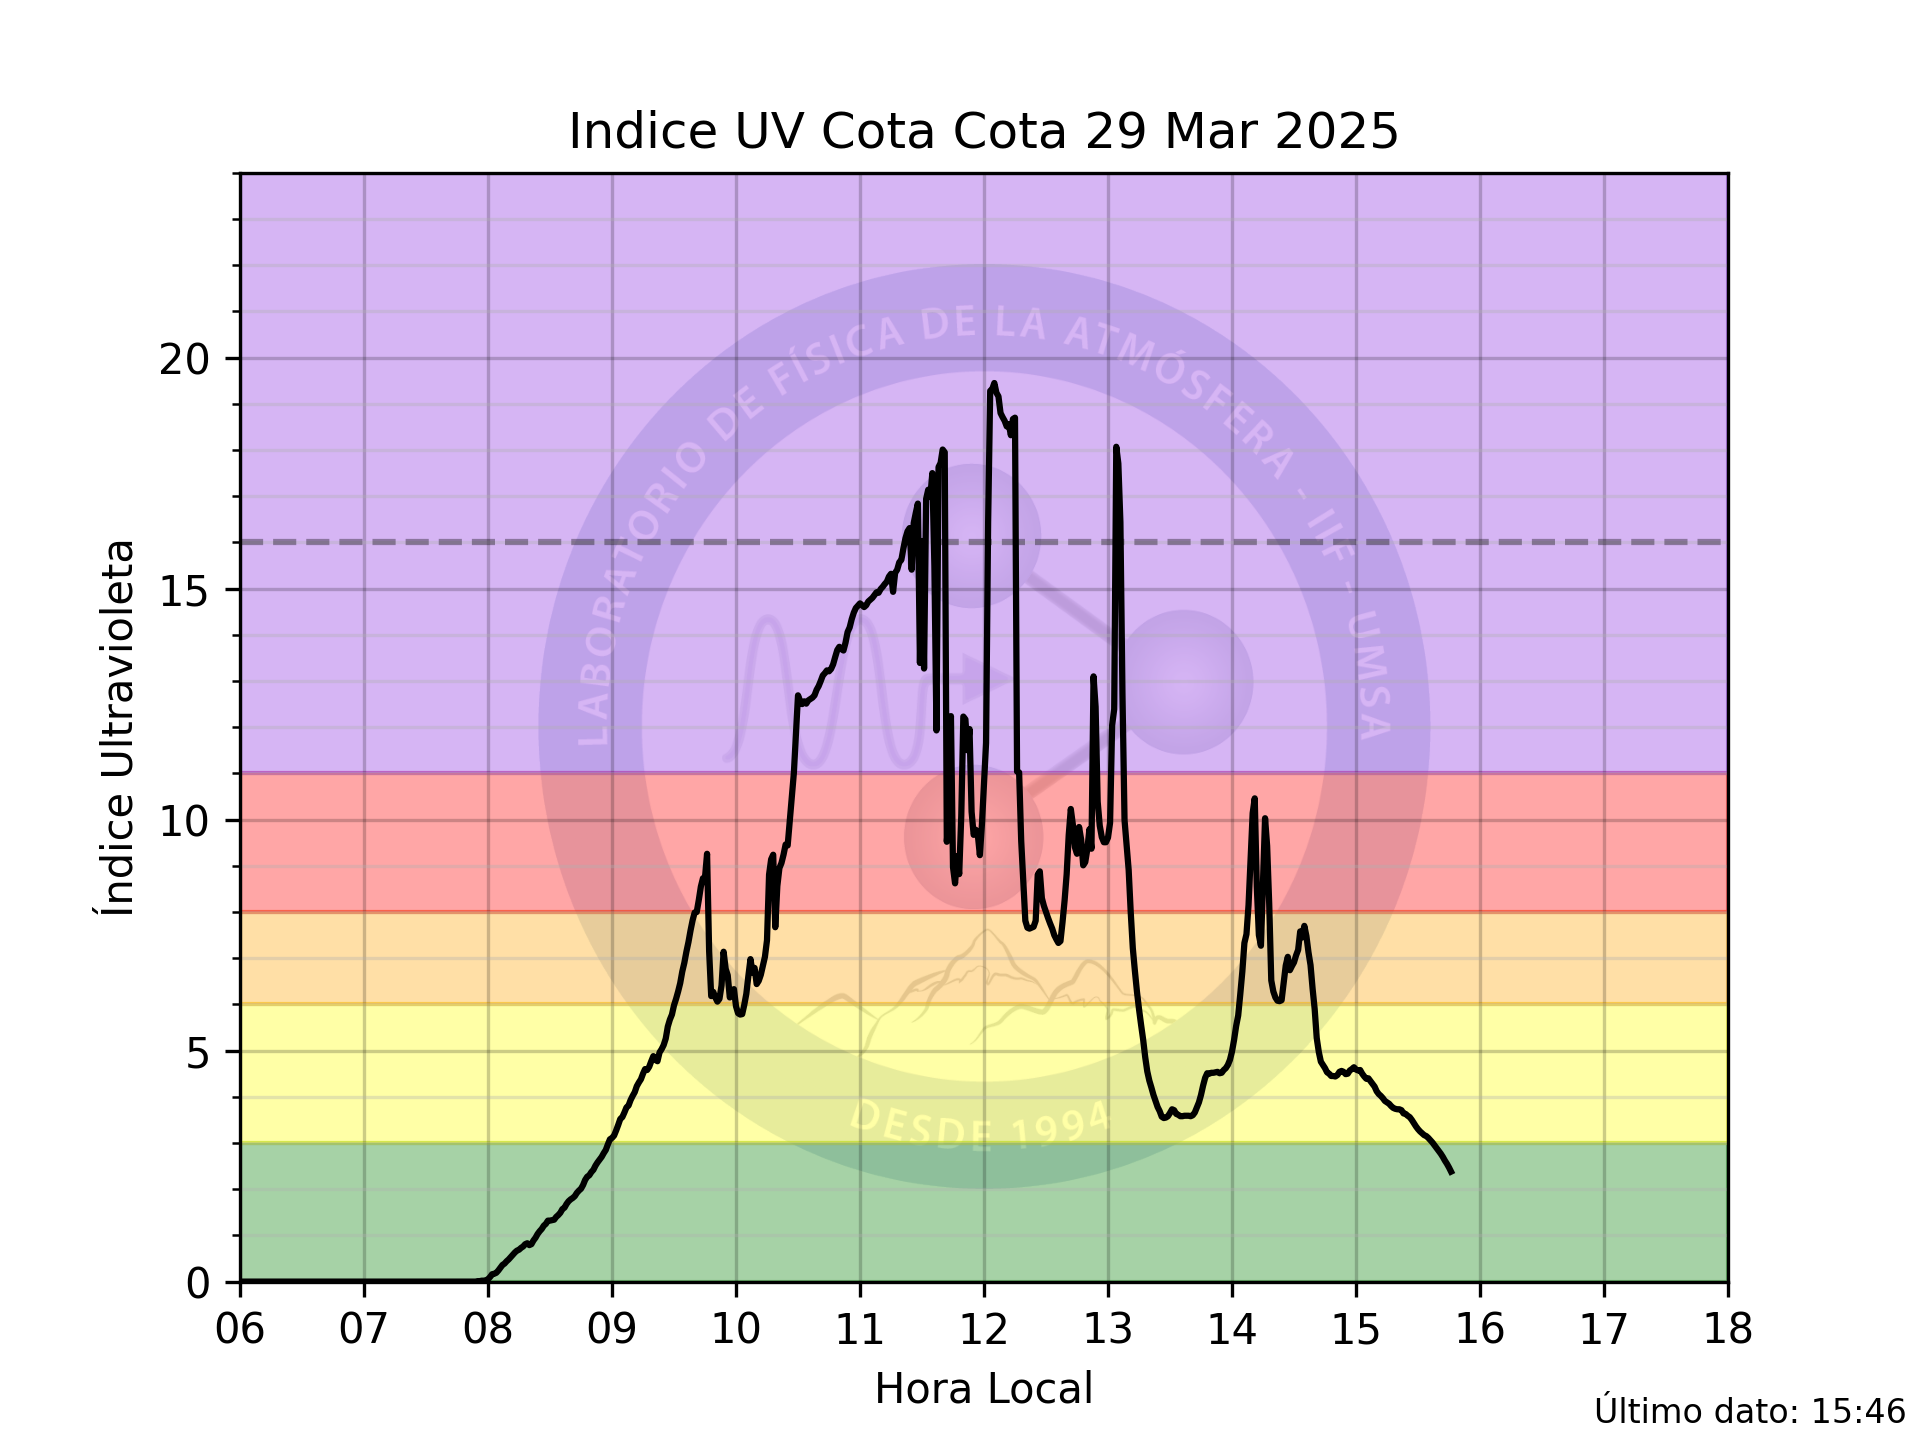 Indice UV Cota Cota 29 Mar 2025
LABORATORIO DE FÍSICA DE LA ATMÓSFERA - IIF - UMSA
DESDE 1994
Índice Ultravioleta
20
15
10
5
0
06 07 08 09 10 11 12 13 14 15 16 17 18
Hora Local
Último dato: 15:46